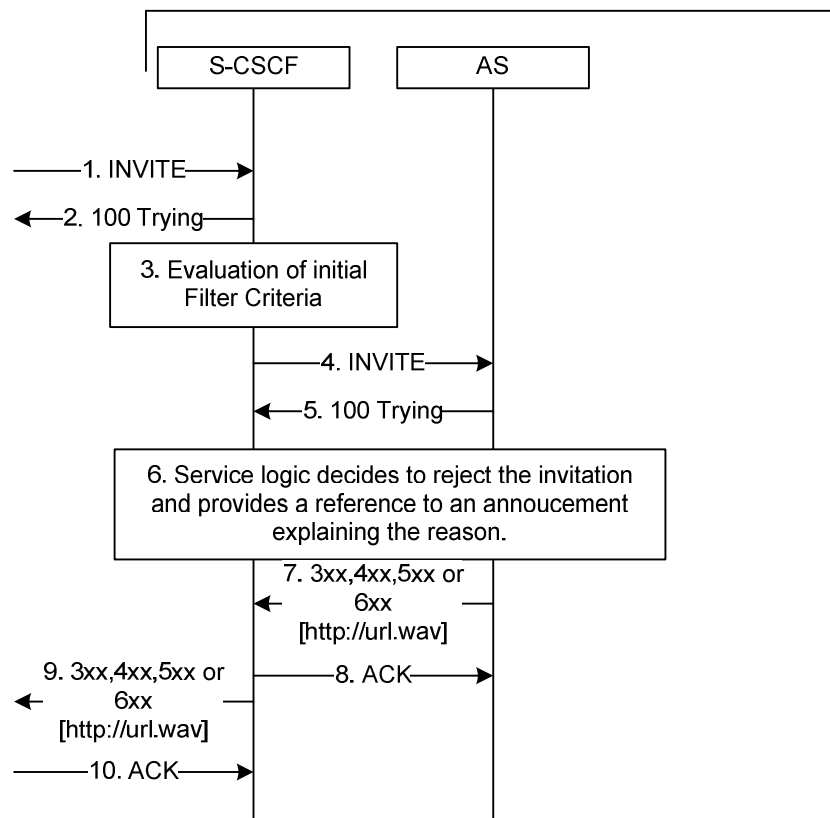 S-CSCF
AS
1. INVITE
2. 100 Trying
3. Evaluation of initial
Filter Criteria
4. INVITE
5. 100 Trying
6. Service logic decides to reject the invitation
and provides a reference to an annoucement
explaining the reason.
7. 3xx,4xx,5xx or
6xx
[http://url.wav]
8. ACK
9. 3xx,4xx,5xx or
6xx
[http://url.wav]
10. ACK